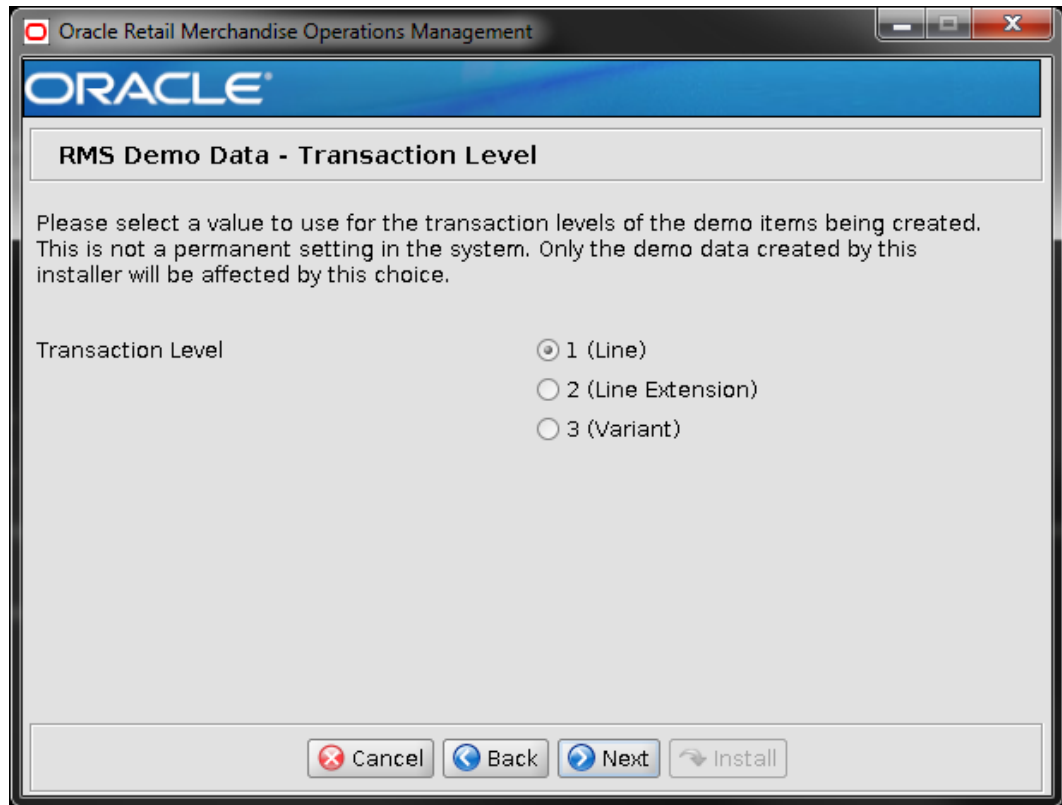 Oracle Retail Merchandise Operations Management
ORACLE®
RMS Demo Data - Transaction Level
Please select a value to use for the transaction levels of the demo items being created.
This is not a permanent setting in the system. Only the demo data created by this
installer will be affected by this choice.
Transaction Level
1 (Line)
2 (Line Extension)
3 (Variant)
Cancel
Back
Next
Install